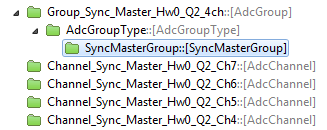 Group_Sync_Master_Hw0_Q2_4ch::[AdcGroup]
AdcGroupType::[AdcGroupType]
SyncMasterGroup::[SyncMasterGroup]
Channel_Sync_Master_Hw0_Q2_Ch7::[AdcChannel]
Channel_Sync_Master_Hw0_Q2_Ch6::[AdcChannel]
Channel_Sync_Master_Hw0_Q2_Ch5::[AdcChannel]
Channel_Sync_Master_Hw0_Q2_Ch4::[AdcChannel]